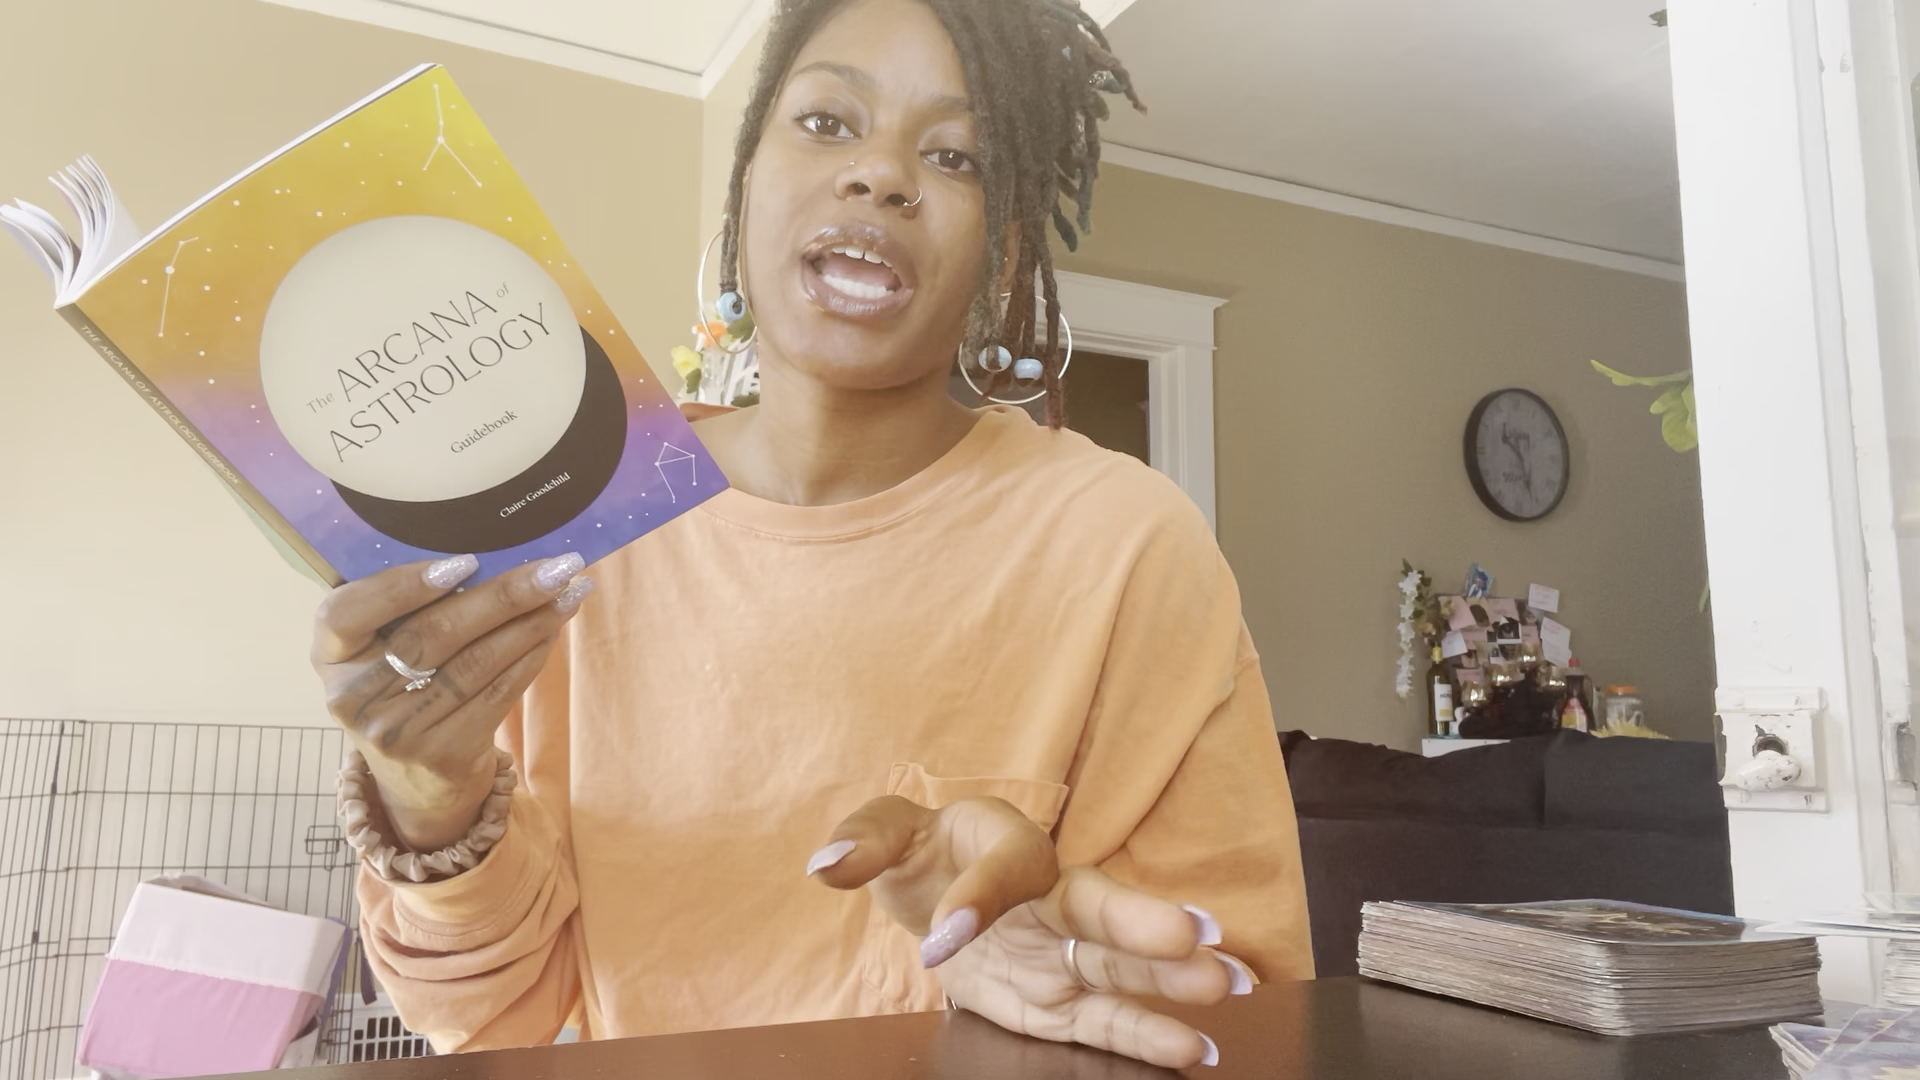 The ARCANA of
ASTROLOGY
Guidebook
Claire Goodchild
THE ARCANA OF ASTROLOGY GUIDEBOOK